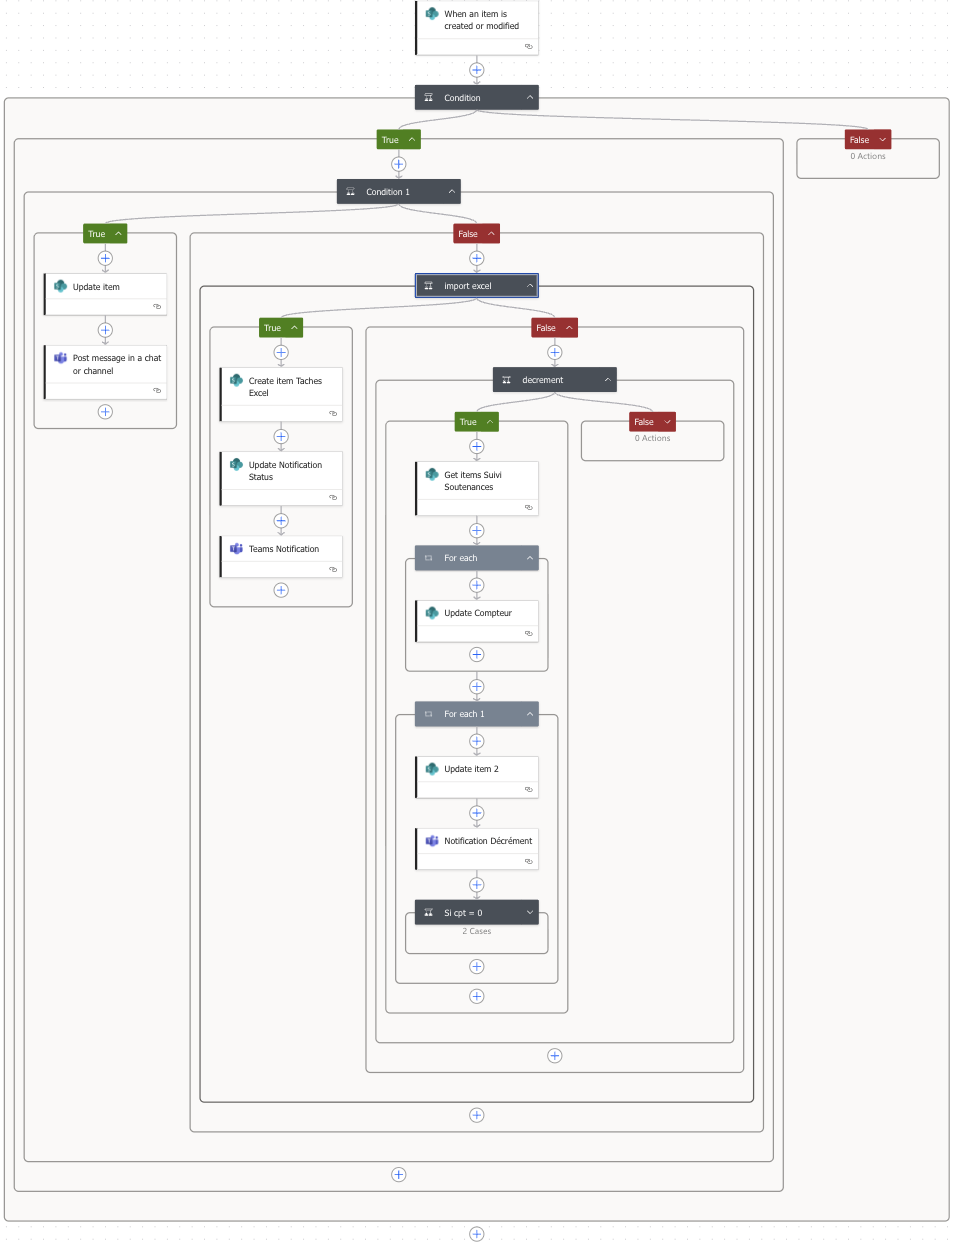 When an item is
created or modified
Condition
True
False
0 Actions
Condition 1
True
False
Update item
import excel
Post message in a chat
or channel
True
False
Create item Taches
Excel
decrement
Update Notification
Status
True
False
0 Actions
Teams Notification
Get items Suivi
Soutenances
For each
Update Compteur
For each 1
Update item 2
Notification Décrément
Si cpt = 0
2 Cases